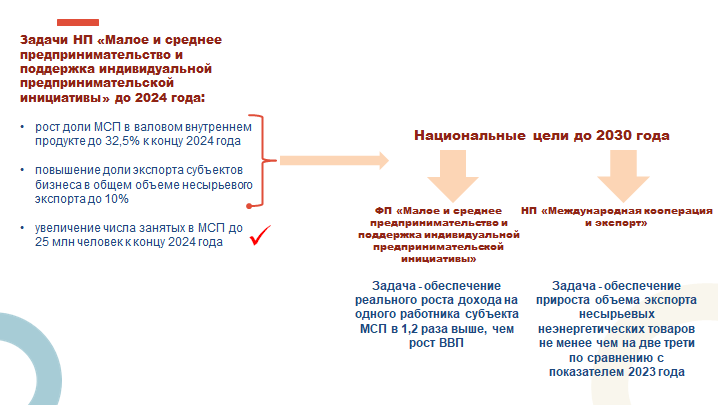 Задачи НП «Малое и среднее
предпринимательство и
поддержка индивидуальной
предпринимательской
инициативы» до 2024 года:
• рост доли МСП в валовом внутреннем
продукте до 32,5% к концу 2024 года
• повышение доли экспорта субъектов
бизнеса в общем объеме несырьевого
экспорта до 10%
• увеличение числа занятых в МСП до
25 млн человек к концу 2024 года
Национальные цели до 2030 года
ФП «Малое и среднее
предпринимательство и
поддержка индивидуальной
предпринимательской
инициативы»
Задача - обеспечение
реального роста дохода на
одного работника субъекта
МСП в 1,2 раза выше, чем
рост ВВП
НП «Международная кооперация
и экспорт»
Задача - обеспечение
прироста объема экспорта
несырьевых
неэнергетических товаров
не менее чем на две трети
по сравнению с
показателем 2023 года